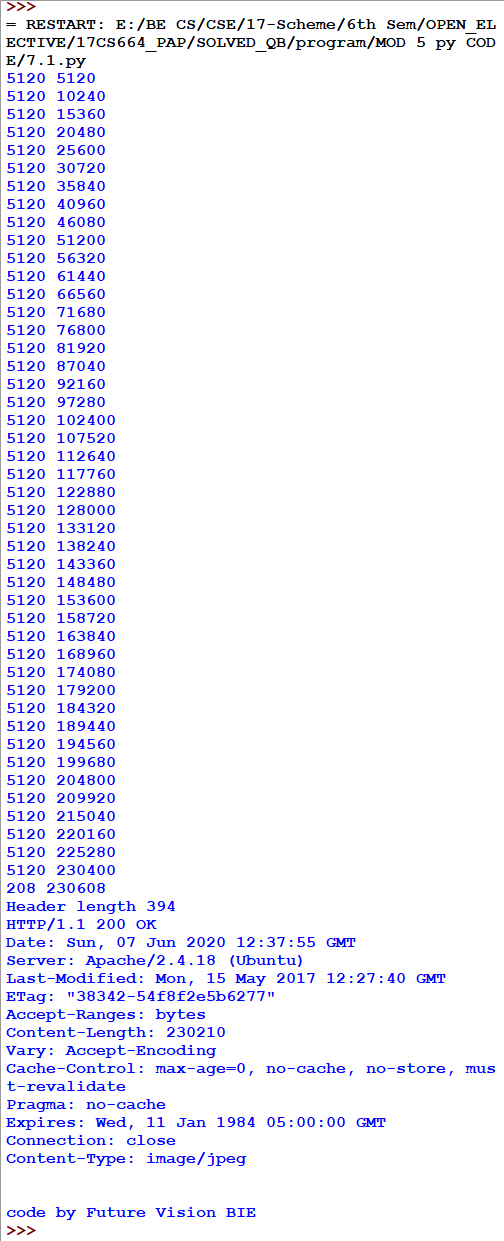 >>>
= RESTART: E:/BE CS/CSE/17-Scheme/6th Sem/OPEN_EL
ECTIVE/17CS664_PAP/SOLVED_QB/program/MOD 5 py COD
E/7.1.py
5120 5120
5120 10240
5120 15360
5120 20480
5120 25600
5120 30720
5120 35840
5120 40960
5120 46080
5120 51200
5120 56320
5120 61440
5120 66560
5120 71680
5120 76800
5120 81920
5120 87040
5120 92160
5120 97280
5120 102400
5120 107520
5120 112640
5120 117760
5120 122880
5120 128000
5120 133120
5120 138240
5120 143360
5120 148480
5120 153600
5120 158720
5120 163840
5120 168960
5120 174080
5120 179200
5120 184320
5120 189440
5120 194560
5120 199680
5120 204800
5120 209920
5120 215040
5120 220160
5120 225280
5120 230400
208 230608
Header length 394
HTTP/1.1 200 OK
Date: Sun, 07 Jun 2020 12:37:55 GMT
Server: Apache/2.4.18 (Ubuntu)
Last-Modified: Mon, 15 May 2017 12:27:40 GMT
ETag: "38342-54f8f2e5b6277"
Accept-Ranges: bytes
Content-Length: 230210
Vary: Accept-Encoding
Cache-Control: max-age=0, no-cache, no-store, mus
t-revalidate
Pragma: no-cache
Expires: Wed, 11 Jan 1984 05:00:00 GMT
Connection: close
Content-Type: image/jpeg
code by Future Vision BIE
>>>